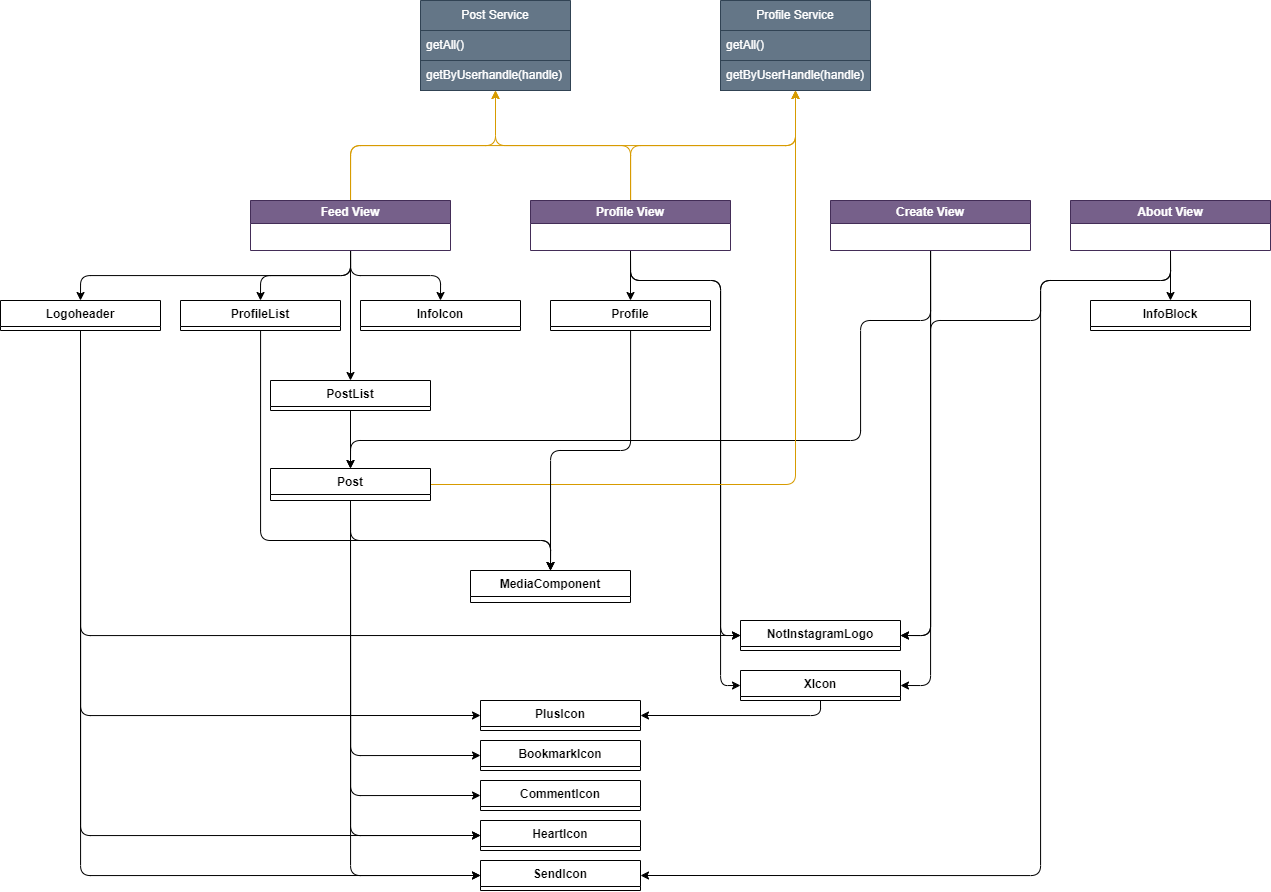 Post Service
getAll()
getByUserhandle(handle)
Profile Service
getAll()
getByUserHandle(handle)
Feed View
Profile View
Create View
About View
Logoheader
ProfileList
InfoIcon
Profile
InfoBlock
PostList
Post
MediaComponent
NotInstagramLogo
XIcon
PlusIcon
BookmarkIcon
CommentIcon
HeartIcon
SendIcon